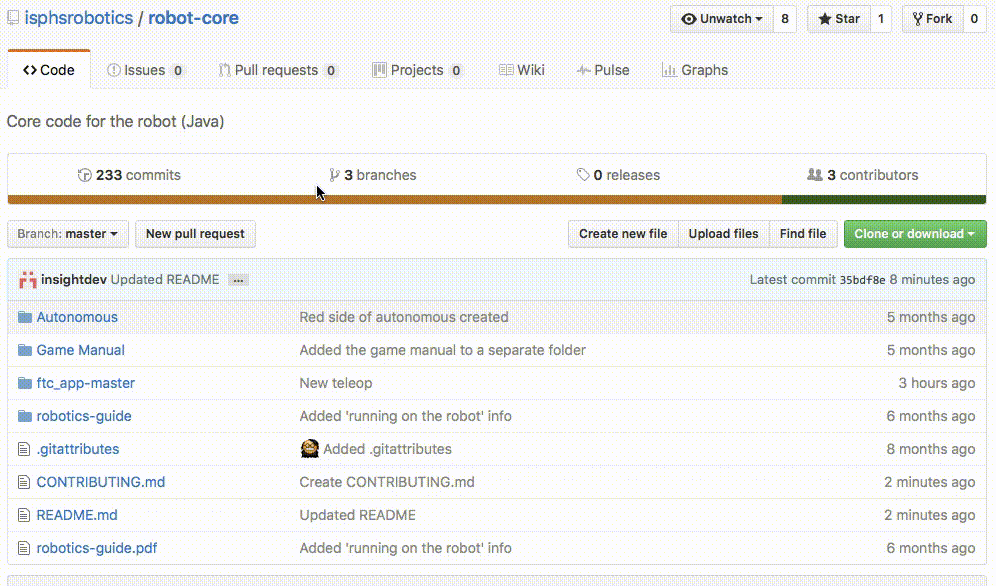 isphsrobotics / robot-core Unwatch 8 Star 1 Fork 0
Code Issues 0 Pull requests 0 Projects 0 Wiki Pulse Graphs
Core code for the robot (Java)
233 commits 3 branches 0 releases 3 contributors
Branch: master New pull request Create new file Upload files Find file Clone or download
insightdev Updated README ... Latest commit 35bdf8e 8 minutes ago
Autonomous Red side of autonomous created 5 months ago
Game Manual Added the game manual to a separate folder 5 months ago
ftc_app-master New teleop 3 hours ago
robotics-guide Added 'running on the robot' info 6 months ago
.gitattributes Added .gitattributes 8 months ago
CONTRIBUTING.md Create CONTRIBUTING.md 2 minutes ago
README.md Updated README 2 minutes ago
robotics-guide.pdf Added 'running on the robot' info 6 months ago